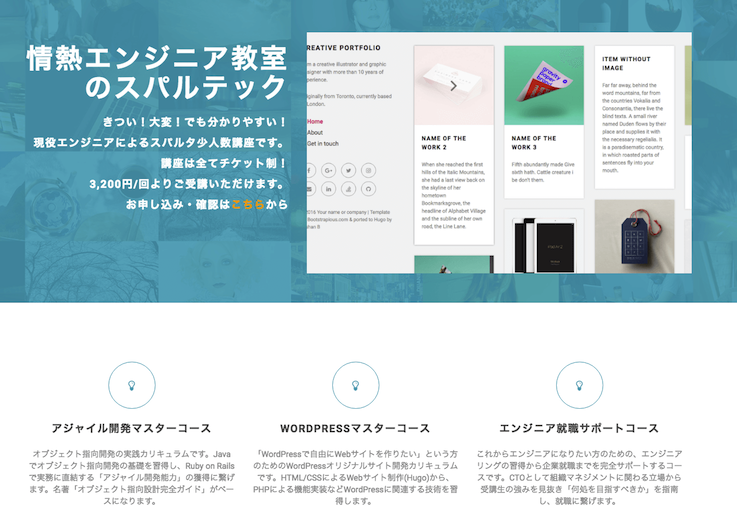 情熱エンジニア教室
のスパルテック
きつい！大変！でも分かりやすい！
現役エンジニアによるスパルタ少人数講座です。
講座は全てチケット制！
3,200円/回よりご受講いただけます。
お申し込み・確認はこちらから
REATIVE PORTFOLIO
m a creative illustrator and graphic
signer with more than 10 years of
perience.
iginally from Toronto, currently based
London.
Home
About
Get in touch
2016 Your name or company | Template
Bootstrapious.com & ported to Hugo by
han B
NAME OF THE
WORK 2
When she reached the first
hills of the Italic Mountains,
she had a last view back on
the skyline of her
hometown
Bookmarksgrove, the
headline of Alphabet Village
and the subline of her own
road, the Line Lane.
gravity
paper
NAME OF THE
WORK 3
Fifth abundantly made Give
sixth hath. Cattle creature i
be don't them.
ITEM WITHOUT
IMAGE
Far far away, behind the
word mountains, far from
the countries Vokalia and
Consonantia, there live the
blind texts. A small river
named Duden flows by their
place and supplies it with
the necessary regelialia. It
is a paradisematic country,
in which roasted parts of
sentences fly into your
mouth.
アジャイル開発マスターコース
オブジェクト指向開発の実践カリキュラムです。Java
でオブジェクト指向開発の基礎を習得し、Ruby on Rails
で実務に直結する「アジャイル開発能力」の獲得に繋げ
ます。名著「オブジェクト指向設計完全ガイド」がベー
スになります。
WORDPRESSマスターコース
「WordPressで自由にWebサイトを作りたい」という方
のためのWordPressオリジナルサイト開発カリキュラム
です。HTML/CSSによるWebサイト制作(Hugo)から、
PHPによる機能実装などWordPressに関連する技術を習
得します。
エンジニア就職サポートコース
これからエンジニアになりたい方のための、エンジニア
リングの習得から企業就職までを完全サポートするコー
スです。CTOとして組織マネジメントに関わる立場から
受講生の強みを見抜き「何処を目指すべきか」を指南
し、就職に繋げます。